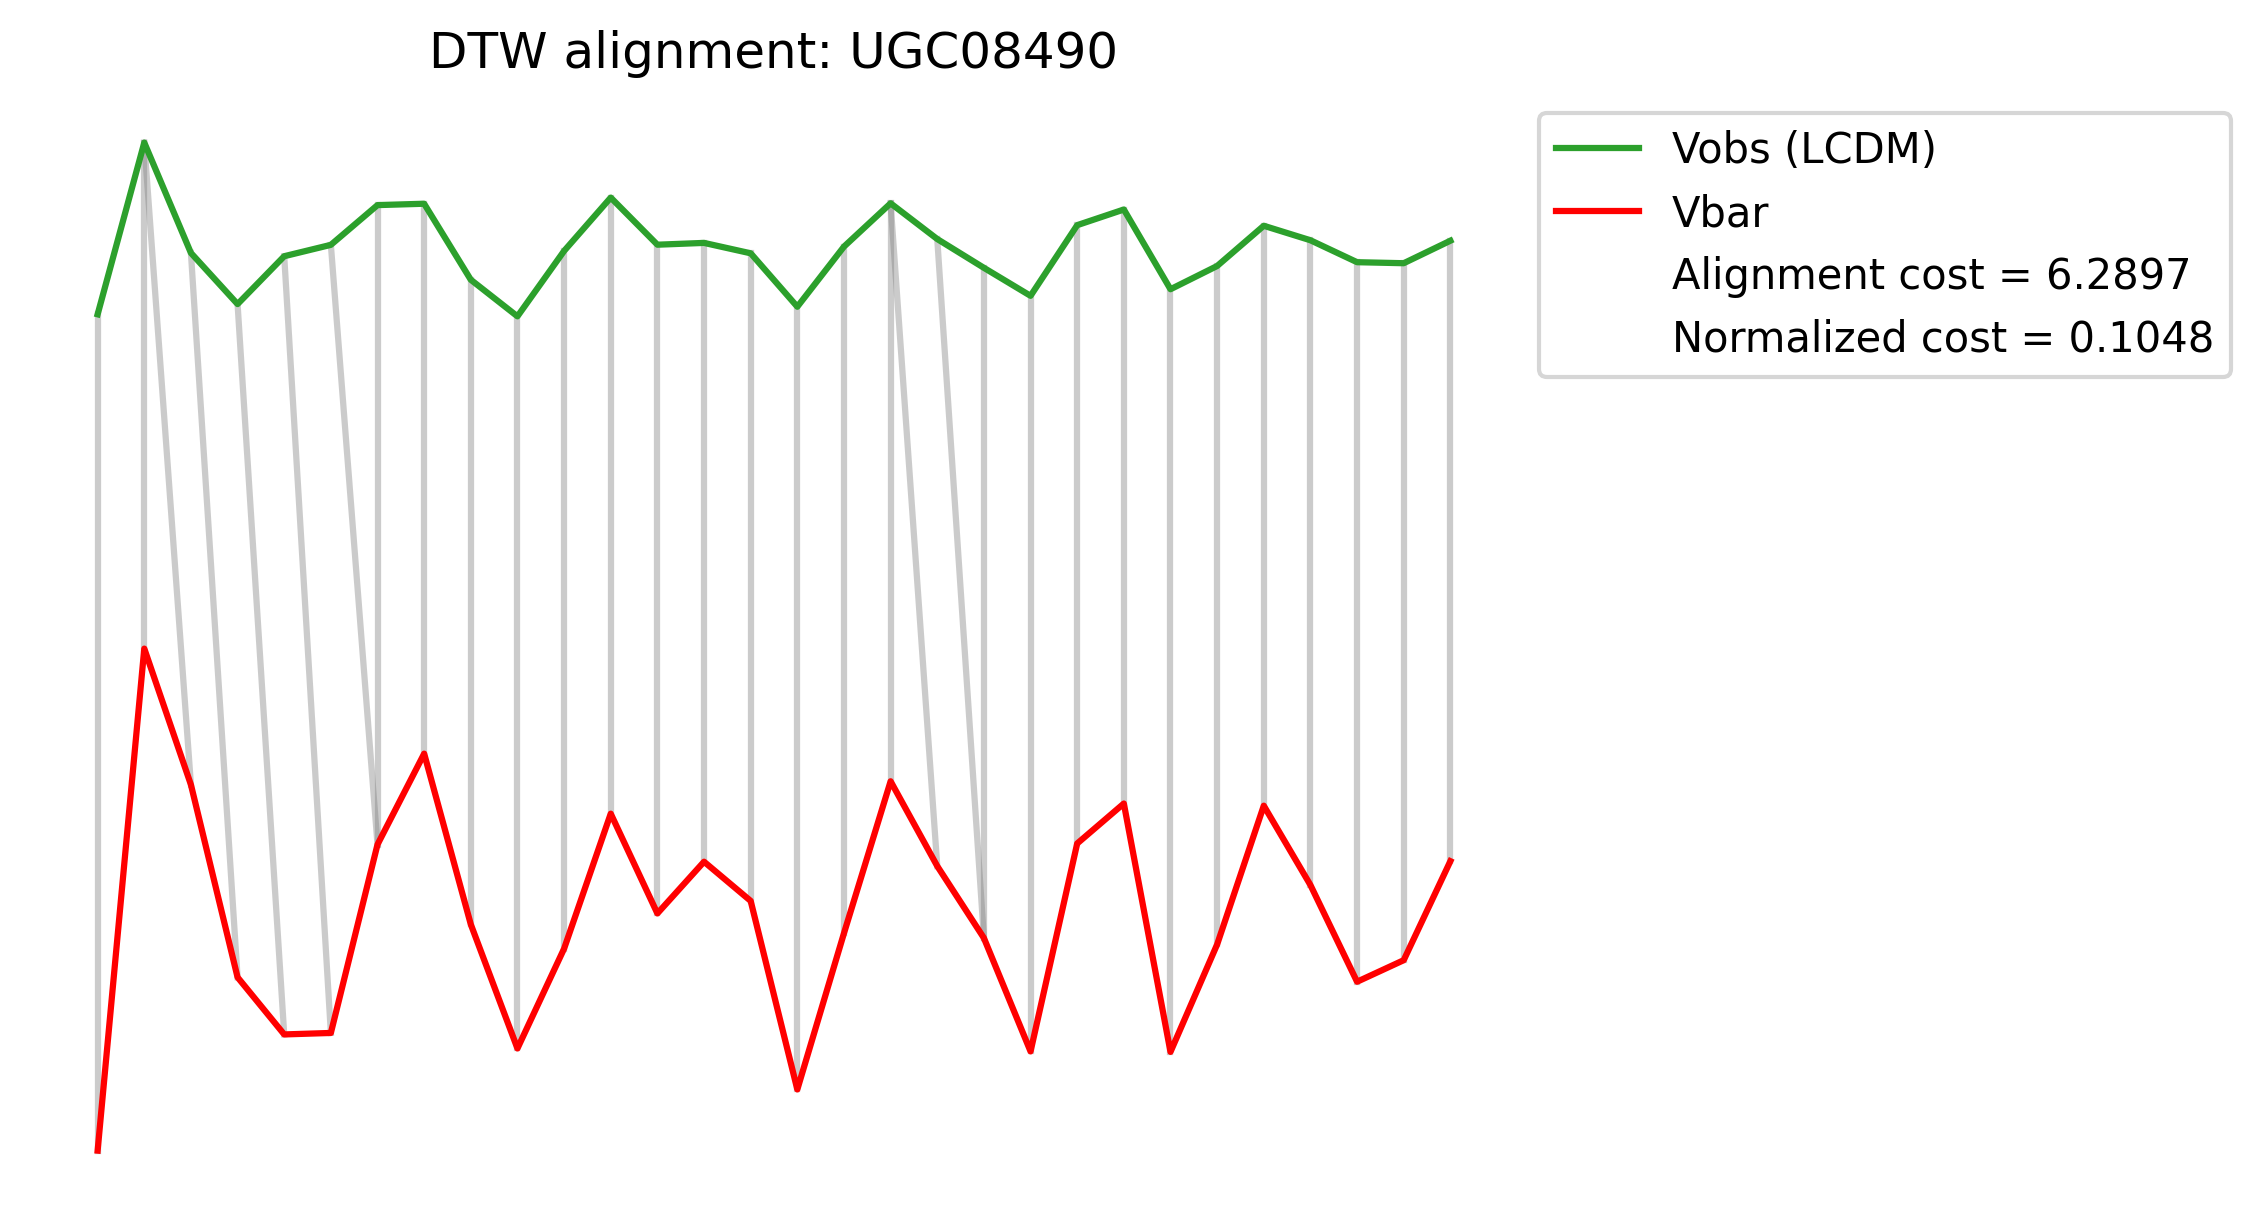 DTW alignment: UGC08490
Vobs (LCDM)
Vbar
Alignment cost = 6.2897
Normalized cost = 0.1048